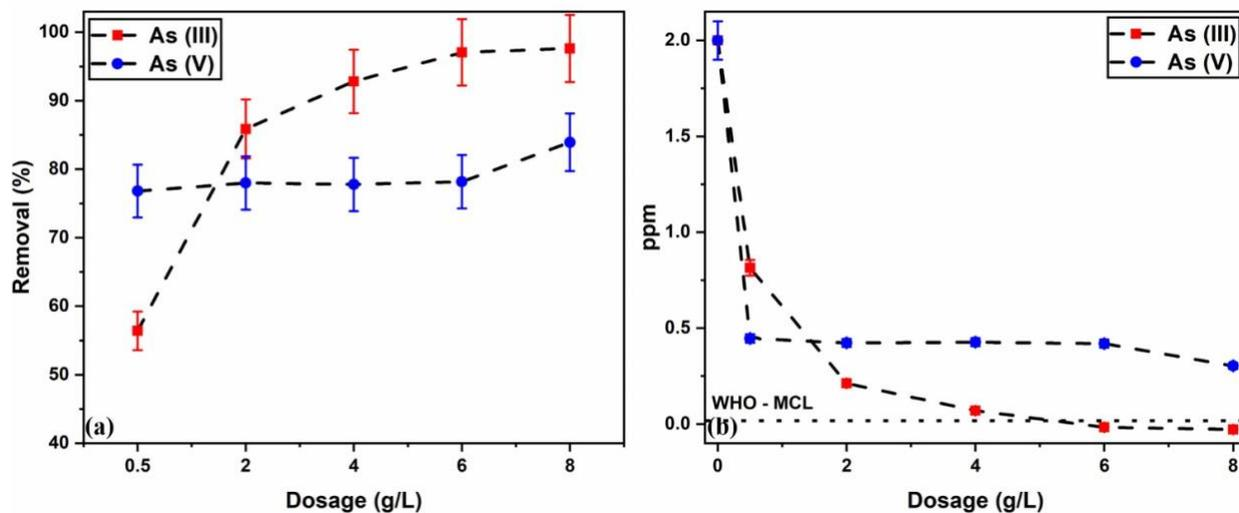 As (III)
As (V)
Removal (%)
100
90
80
70
60
50
40
(a)
0.5 2 4 6 8
Dosage (g/L)
As (III)
As (V)
ppm
2.0
1.5
1.0
0.5
0.0
WHO - MCL
(b)
0 2 4 6 8
Dosage (g/L)